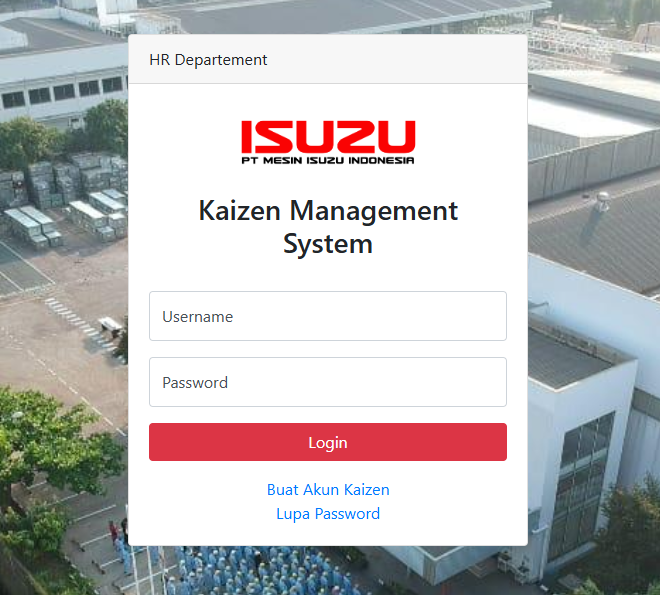 HR Departement
ISUZU
PT MESIN ISUZU INDONESIA
Kaizen Management
System
Username
Password
Login
Buat Akun Kaizen
Lupa Password